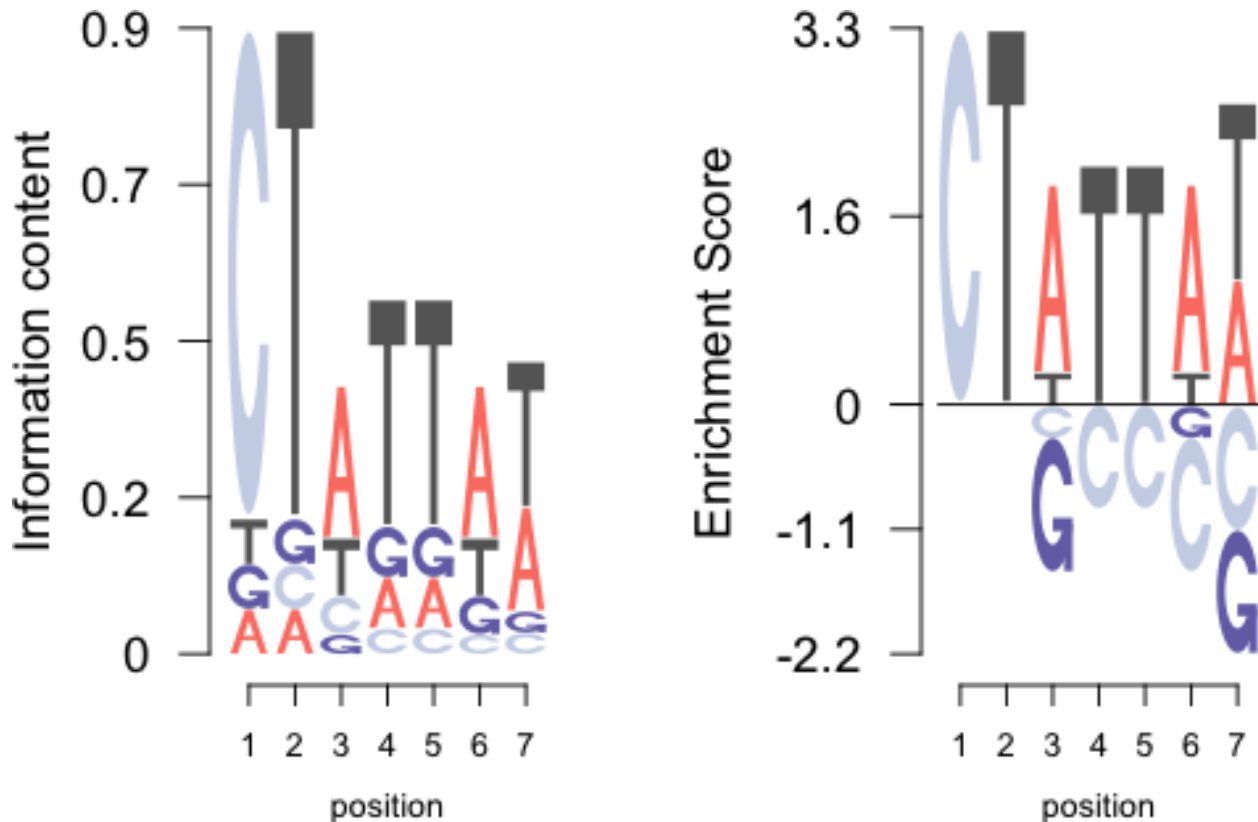 Information content
0.9
0.7
0.5
0.2
0
C T
T G A T T A T
G C T G G T A
A A C A A G G
G C C C C
1 2 3 4 5 6 7
position
Enrichment Score
3.3
1.6
0
-1.1
-2.2
C T A T T A T
T T A
C C C G C
G C G
1 2 3 4 5 6 7
position